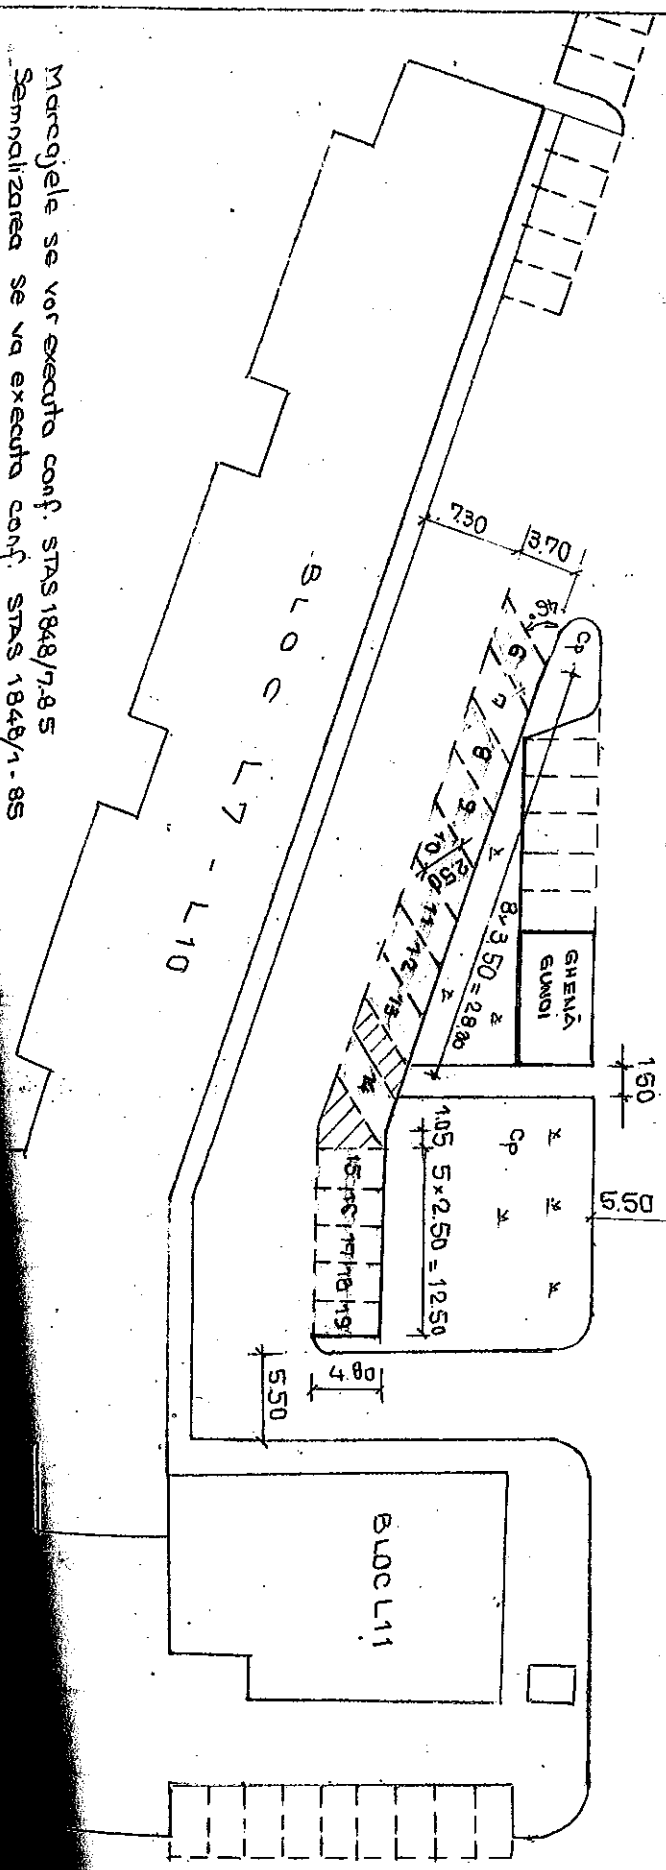 Marcajele se vor executa conf. STAS 1848/7-85
Semnalizarea se va executa conf. STAS 1848/1-85
BLOC L7 - L10
7.30
3.70
Cp
6
7
8
9
10
2.50
11
12
13
14
8x3.50 = 28.00
GHENĂ
GUNOI
1.50
5.50
Cp
1.05
5x2.50 = 12.50
15
16
17
18
19
4.80
5.50
BLOC L11